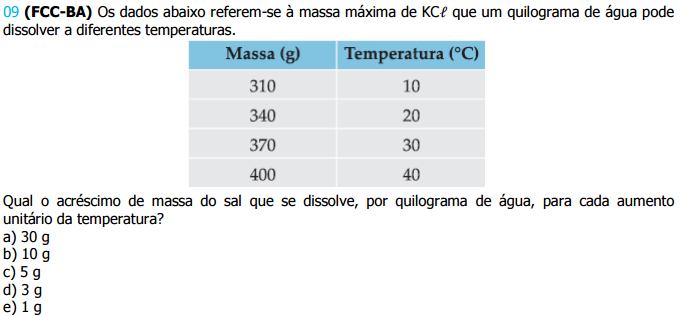 09 (FCC-BA) Os dados abaixo referem-se à massa máxima de KCℓ que um quilograma de água pode
dissolver a diferentes temperaturas.
Massa (g) Temperatura (°C)
310 10
340 20
370 30
400 40
Qual o acréscimo de massa do sal que se dissolve, por quilograma de água, para cada aumento
unitário da temperatura?
a) 30 g
b) 10 g
c) 5 g
d) 3 g
e) 1 g